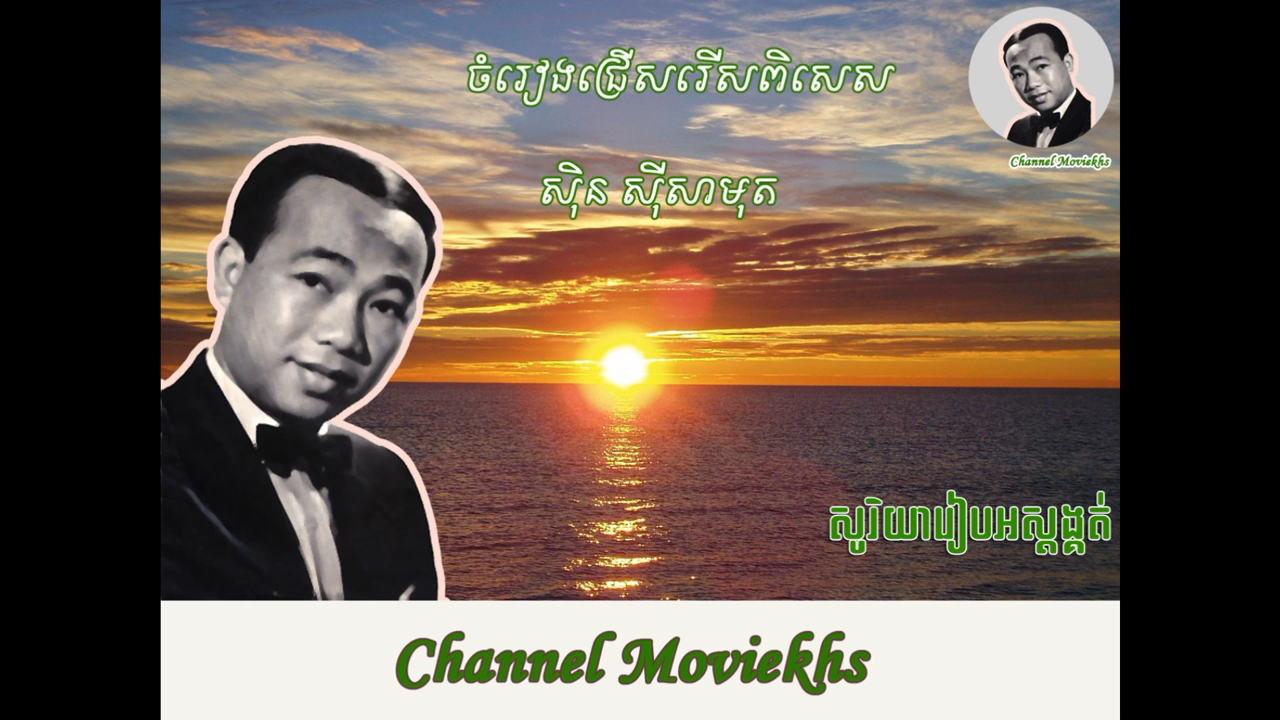 ចំរៀងជ្រើសរើសពិសេស
Channel Moviekhs
ស៊ិន ស៊ីសាមុត
សូរិយារៀបអស្តង្គត់
Channel Moviekhs